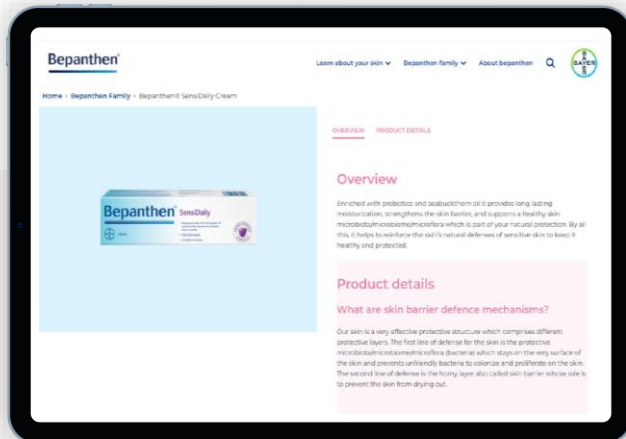 Bepanthen®
Learn about your skin
Bepanthen family
About bepanthen
BAYER
Home > Bepanthen Family > Bepanthen® SensiDaily Cream
OVERVIEW PRODUCT DETAILS
Bepanthen® SensiDaily
Overview
Enriched with prebiotics and seabuckthorn oil it provides long lasting
moisturization, strengthens the skin barrier, and supports a healthy skin
microbiota/microbiome/microflora which is part of your natural protection. By all
this, it helps to reinforce the skin's natural defenses of sensitive skin to keep it
healthy and protected.
Product details
What are skin barrier defence mechanisms?
Our skin is a very effective protective structure which comprises different
protective layers. The first line of defense for the skin is the protective
microbiota/microbiome/microflora (bacteria) which stays on the very surface of
the skin and prevents unfriendly bacteria to colonize and proliferate on the skin.
The second line of defense is the horny layer also called skin barrier whose role is
to prevent the skin from drying out.